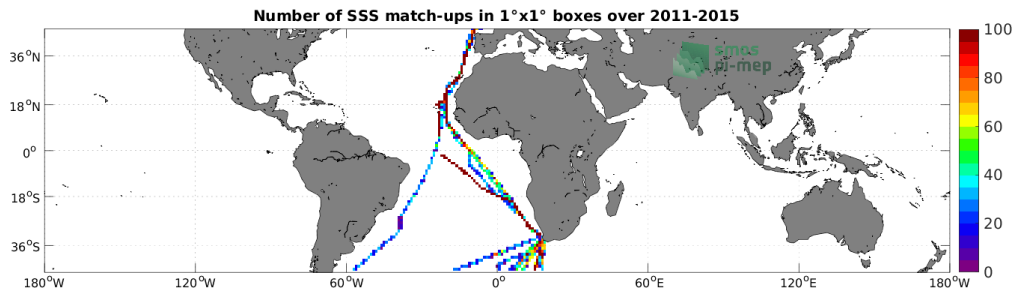 Number of SSS match-ups in 1°x1° boxes over 2011-2015
smos
pi-mep
36°N
18°N
0°
18°S
36°S
180°W
120°W
60°W
0°
60°E
120°E
180°W
100
80
60
40
20
0